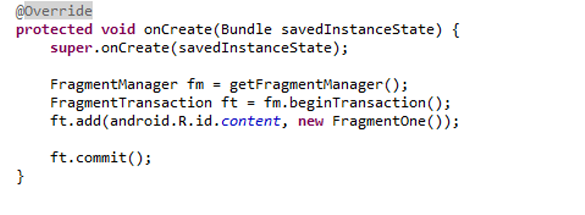 @Override
protected void onCreate(Bundle savedInstanceState) {
super.onCreate(savedInstanceState);
FragmentManager fm = getFragmentManager();
FragmentTransaction ft = fm.beginTransaction();
ft.add(android.R.id.content, new FragmentOne());
ft.commit();
}